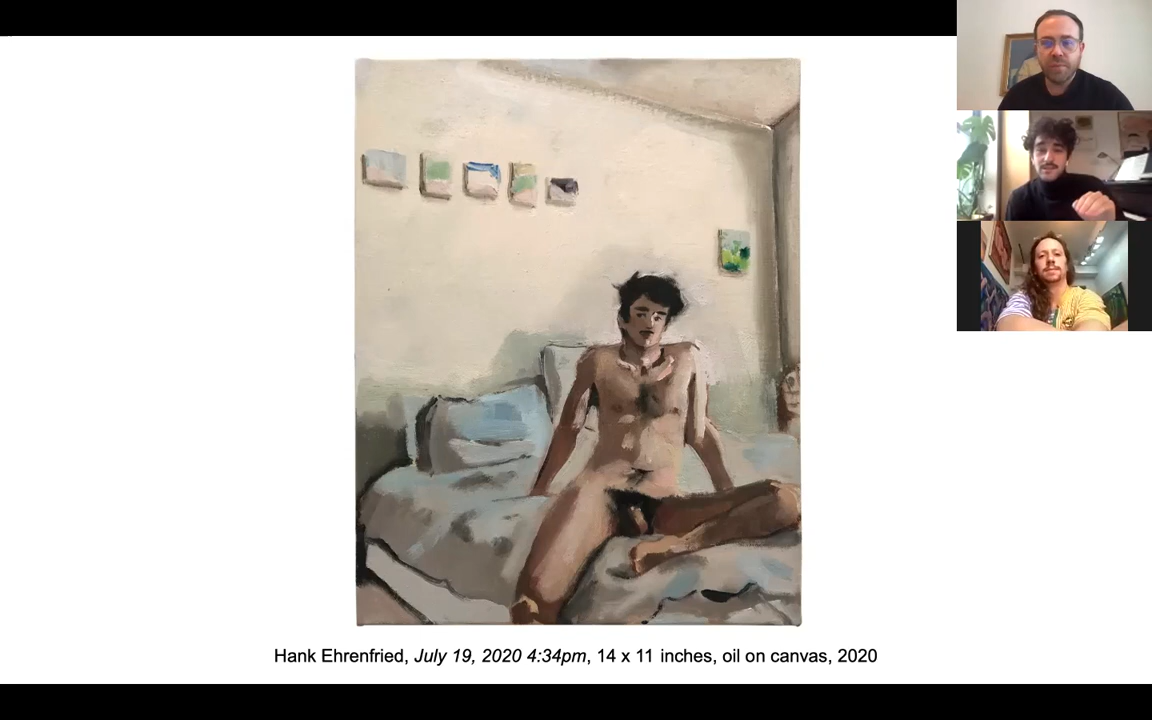 Hank Ehrenfried, July 19, 2020 4:34pm, 14 x 11 inches, oil on canvas, 2020